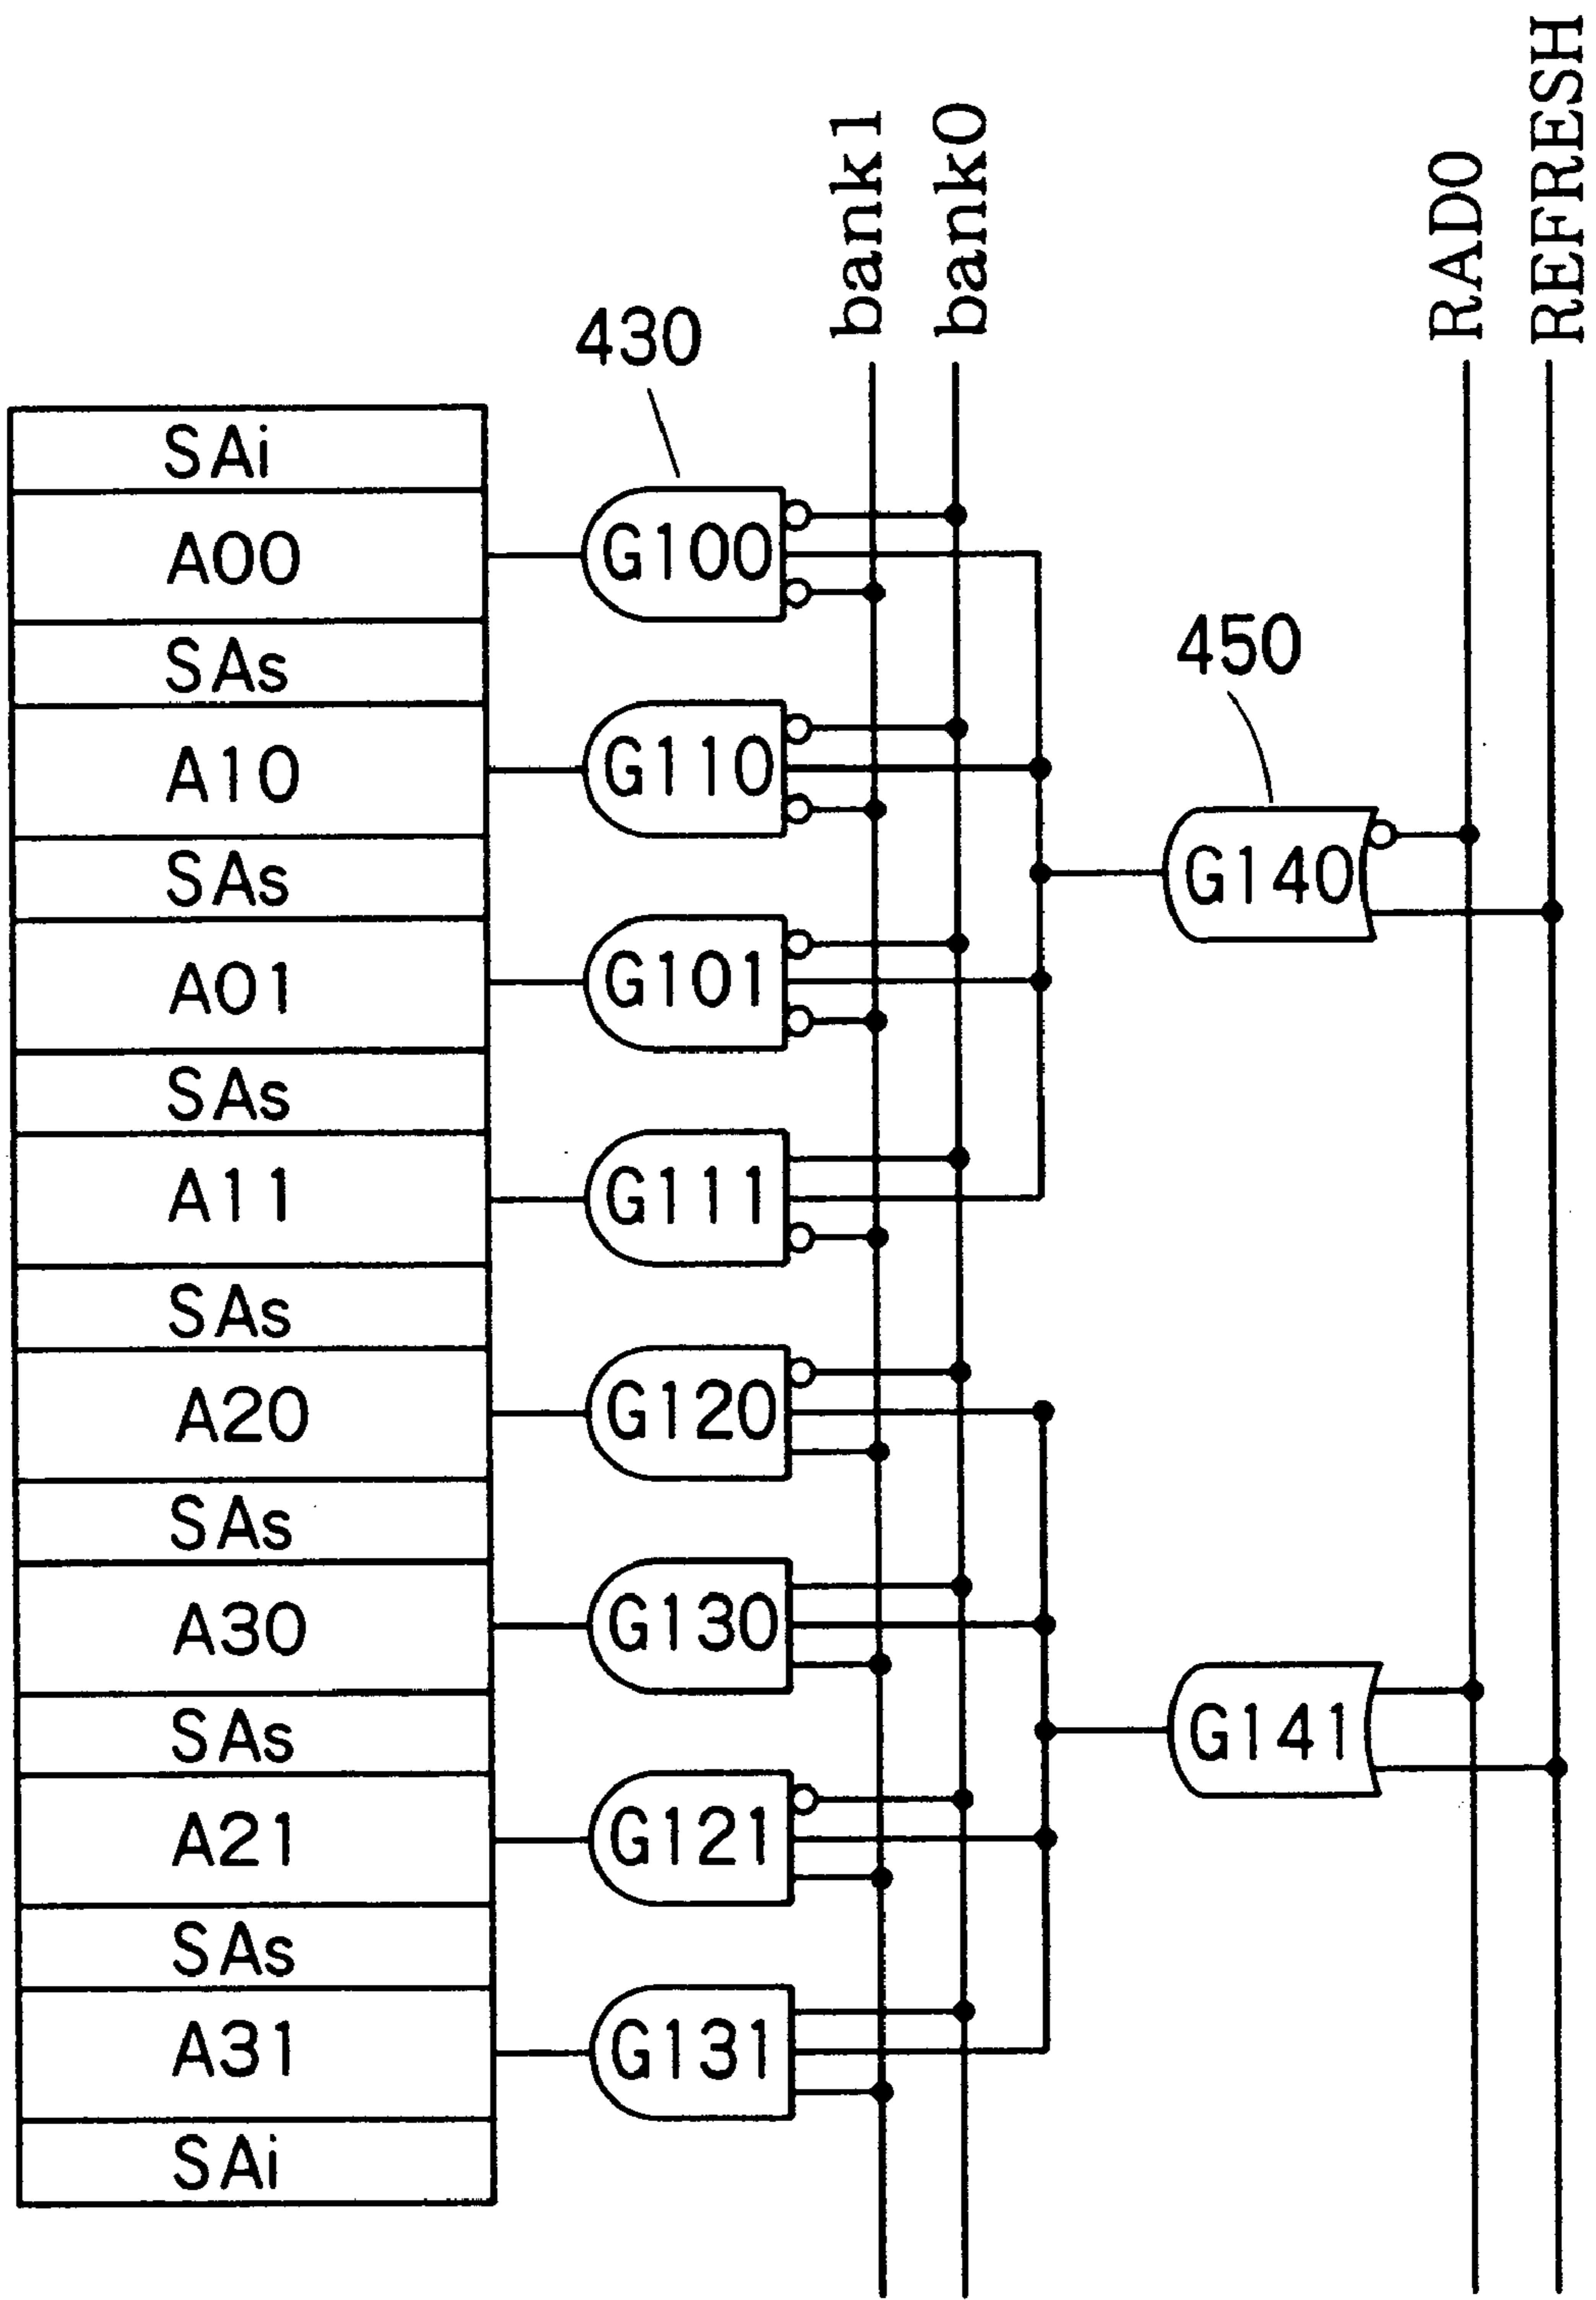 REFRESH
bank1
bank0
RAD0
430
SAi
A00
G100
450
SAs
A10
G110
SAs
G140
A01
G101
SAs
A11
G111
SAs
A20
G120
SAs
A30
G130
SAs
G141
A21
G121
SAs
A31
G131
SAi